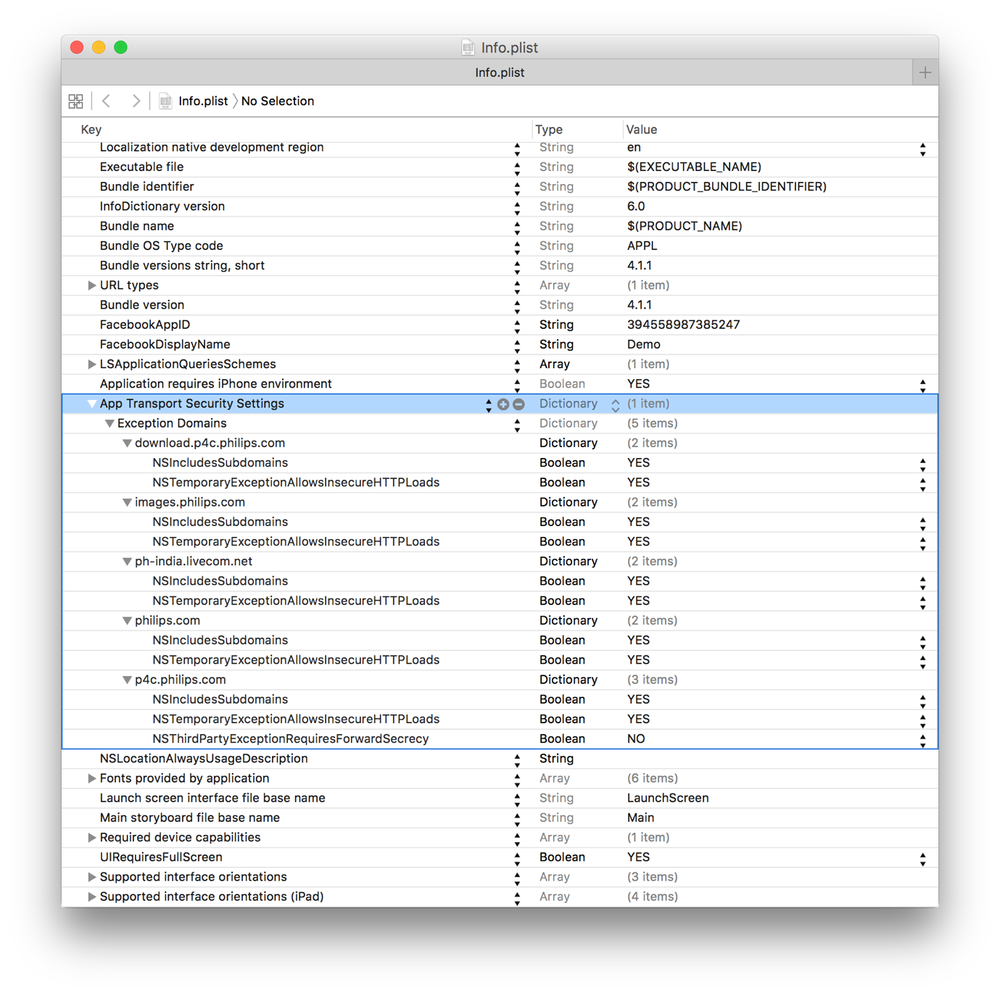 Info.plist
Info.plist
Info.plist No Selection
Key Type Value
Localization native development region String en
Executable file String $(EXECUTABLE_NAME)
Bundle identifier String $(PRODUCT_BUNDLE_IDENTIFIER)
InfoDictionary version String 6.0
Bundle name String $(PRODUCT_NAME)
Bundle OS Type code String APPL
Bundle versions string, short String 4.1.1
URL types Array (1 item)
Bundle version String 4.1.1
FacebookAppID String 394558987385247
FacebookDisplayName String Demo
LSApplicationQueriesSchemes Array (1 item)
Application requires iPhone environment Boolean YES
App Transport Security Settings Dictionary (1 item)
Exception Domains Dictionary (5 items)
download.p4c.philips.com Dictionary (2 items)
NSIncludesSubdomains Boolean YES
NSTemporaryExceptionAllowsInsecureHTTPLoads Boolean YES
images.philips.com Dictionary (2 items)
NSIncludesSubdomains Boolean YES
NSTemporaryExceptionAllowsInsecureHTTPLoads Boolean YES
ph-india.livecom.net Dictionary (2 items)
NSIncludesSubdomains Boolean YES
NSTemporaryExceptionAllowsInsecureHTTPLoads Boolean YES
philips.com Dictionary (2 items)
NSIncludesSubdomains Boolean YES
NSTemporaryExceptionAllowsInsecureHTTPLoads Boolean YES
p4c.philips.com Dictionary (3 items)
NSIncludesSubdomains Boolean YES
NSTemporaryExceptionAllowsInsecureHTTPLoads Boolean YES
NSThirdPartyExceptionRequiresForwardSecrecy Boolean NO
NSLocationAlwaysUsageDescription String
Fonts provided by application Array (6 items)
Launch screen interface file base name String LaunchScreen
Main storyboard file base name String Main
Required device capabilities Array (1 item)
UIRequiresFullScreen Boolean YES
Supported interface orientations Array (3 items)
Supported interface orientations (iPad) Array (4 items)